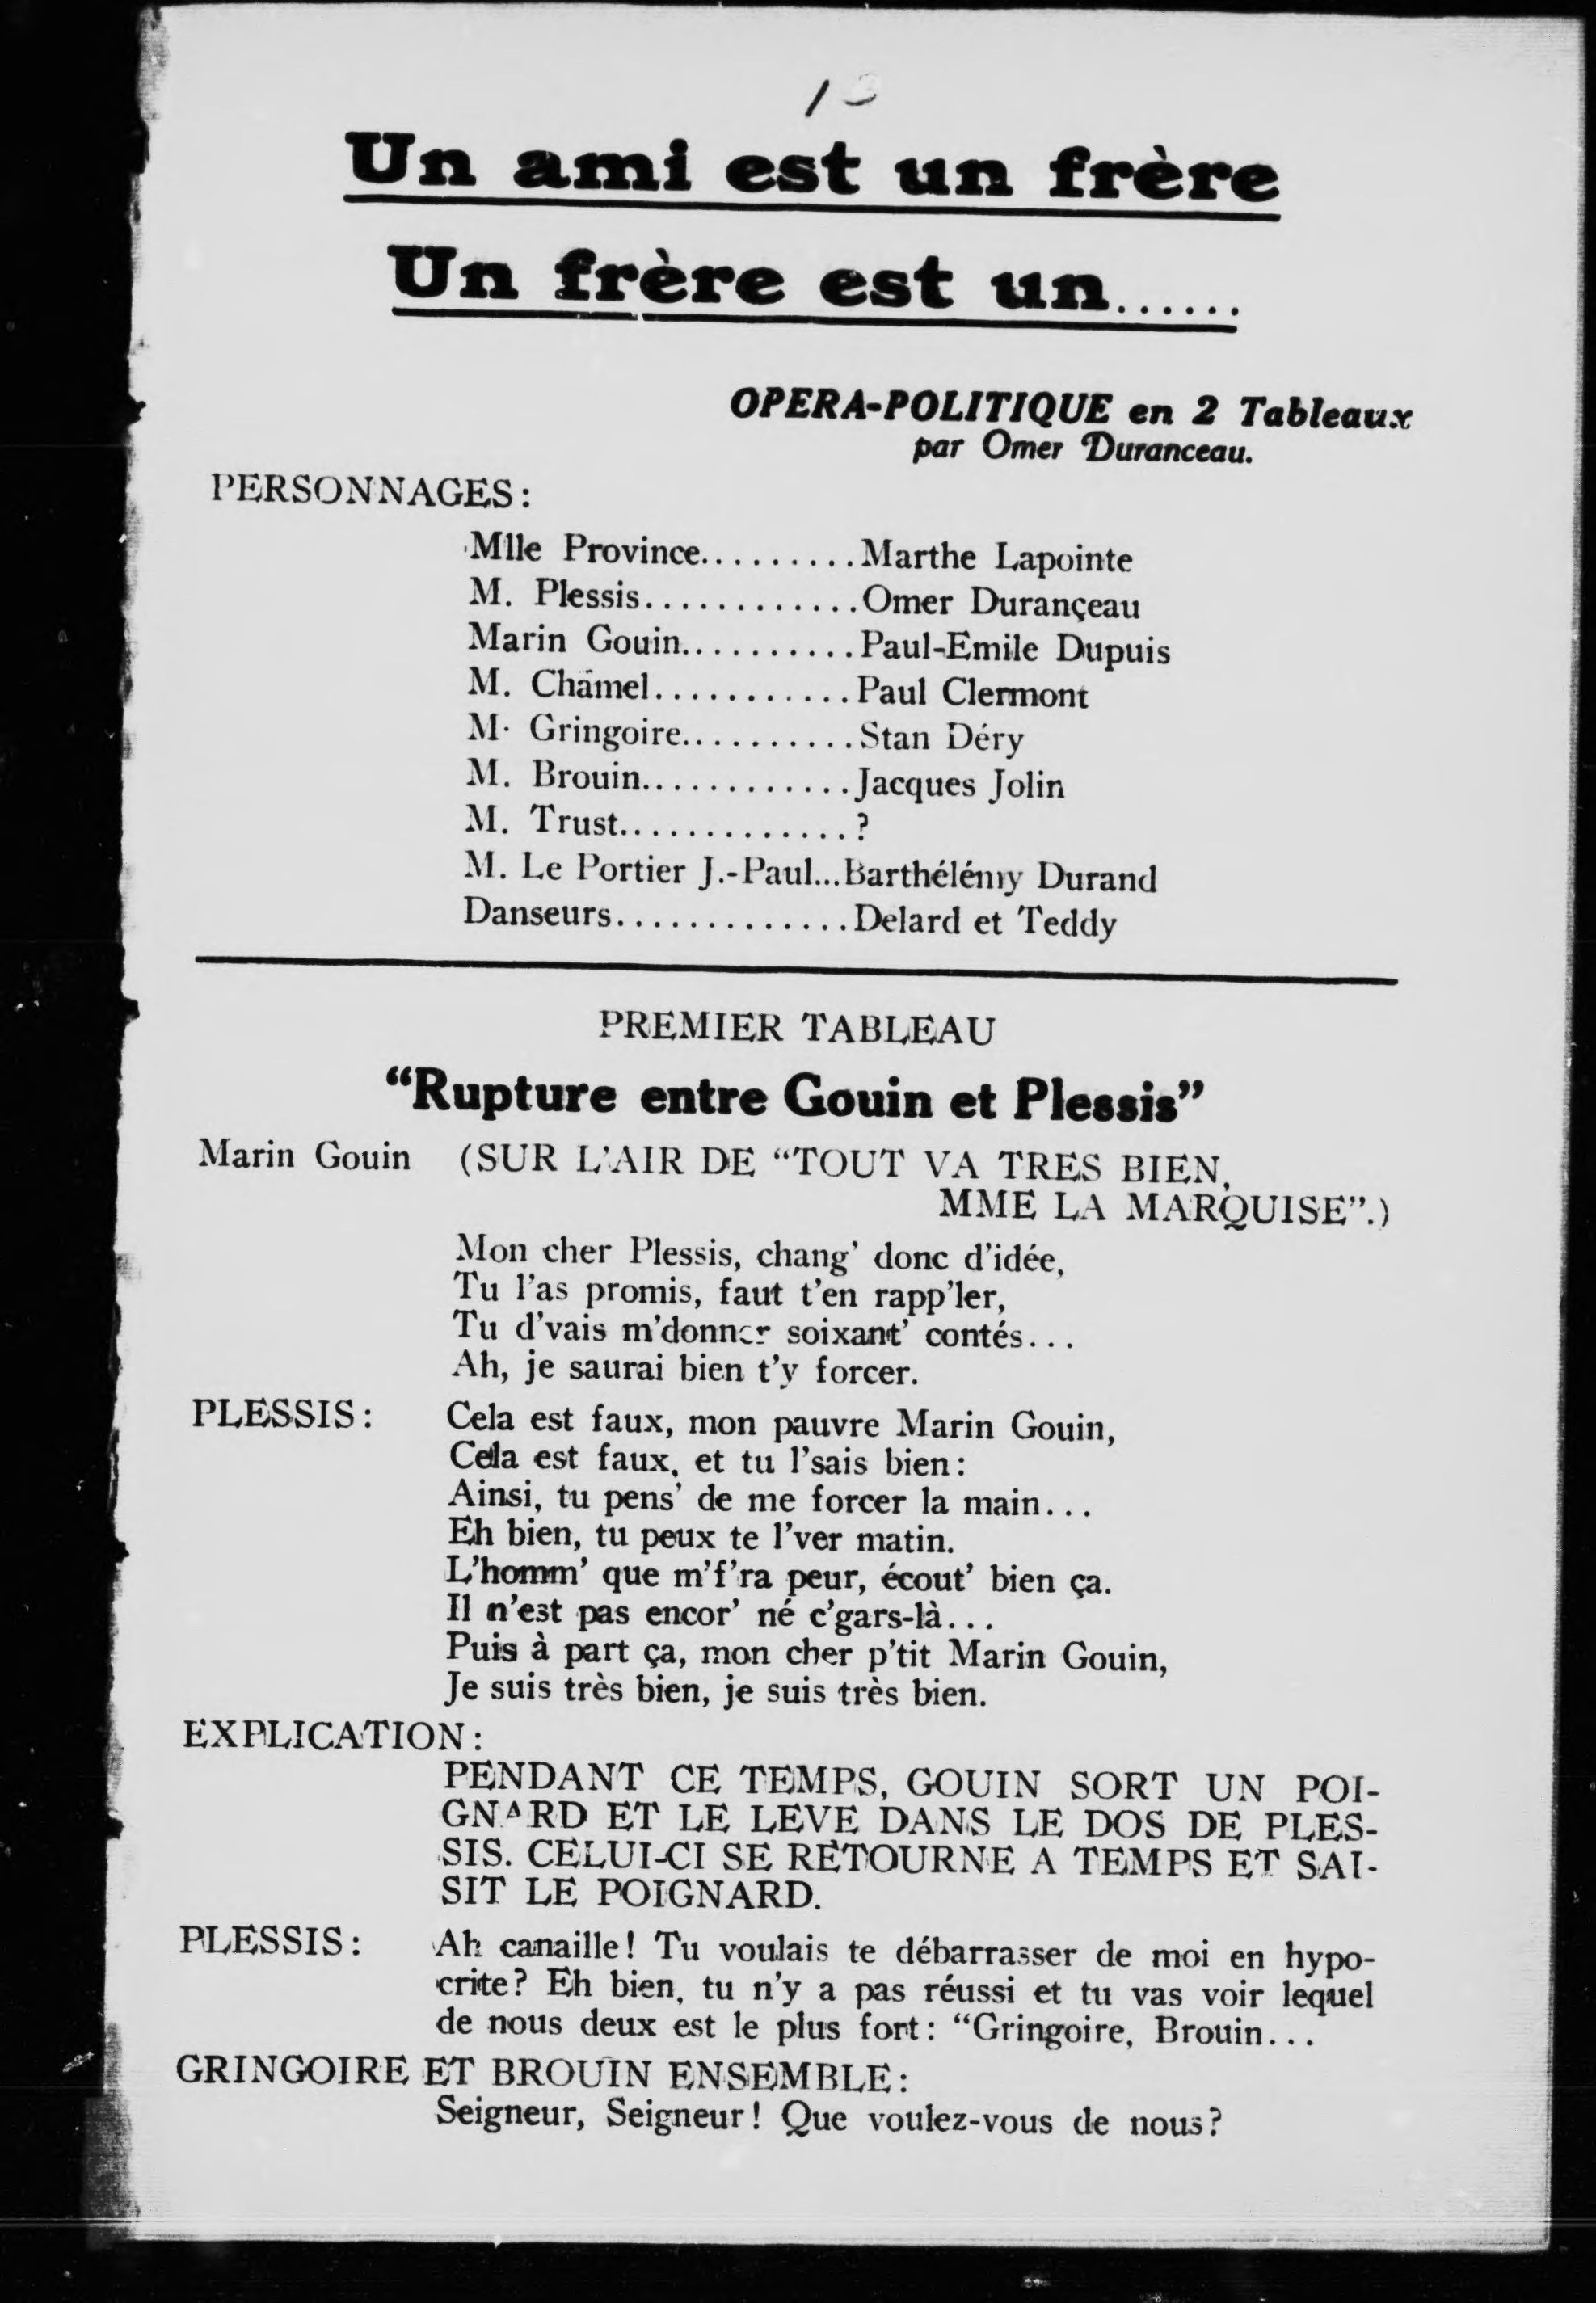 Un ami est un frère
Un frère est un......
OPERA-POLITIQUE en 2 Tableaux
par Omer Duranceau.
PERSONNAGES:
Mlle Province.........Marthe Lapointe
M. Plessis............Omer Durançeau
Marin Gouin..........Paul-Emile Dupuis
M. Châmel...........Paul Clermont
M. Gringoire..........Stan Déry
M. Brouin............Jacques Jolin
M. Trust.............?
M. Le Portier J.-Paul...Barthélémy Durand
Danseurs.............Delard et Teddy
PREMIER TABLEAU
“Rupture entre Gouin et Plessis”
Marin Gouin (SUR L'AIR DE “TOUT VA TRES BIEN,
MME LA MARQUISE”.)
Mon cher Plessis, chang' donc d'idée,
Tu l'as promis, faut t'en rapp'ler,
Tu d'vais m'donner soixant' contés...
Ah, je saurai bien t'y forcer.
PLESSIS: Cela est faux, mon pauvre Marin Gouin,
Cela est faux, et tu l'sais bien:
Ainsi, tu pens' de me forcer la main...
Eh bien, tu peux te l'ver matin.
L'homm' que m'f'ra peur, écout' bien ça.
Il n'est pas encor' né c'gars-là...
Puis à part ça, mon cher p'tit Marin Gouin,
Je suis très bien, je suis très bien.
EXPLICATION:
PENDANT CE TEMPS, GOUIN SORT UN POI-
GNARD ET LE LEVE DANS LE DOS DE PLES-
SIS. CELUI-CI SE RETOURNE A TEMPS ET SAI-
SIT LE POIGNARD.
PLESSIS: Ah canaille! Tu voulais te débarrasser de moi en hypo-
crite? Eh bien, tu n'y a pas réussi et tu vas voir lequel
de nous deux est le plus fort: “Gringoire, Brouin...
GRINGOIRE ET BROUIN ENSEMBLE:
Seigneur, Seigneur! Que voulez-vous de nous?